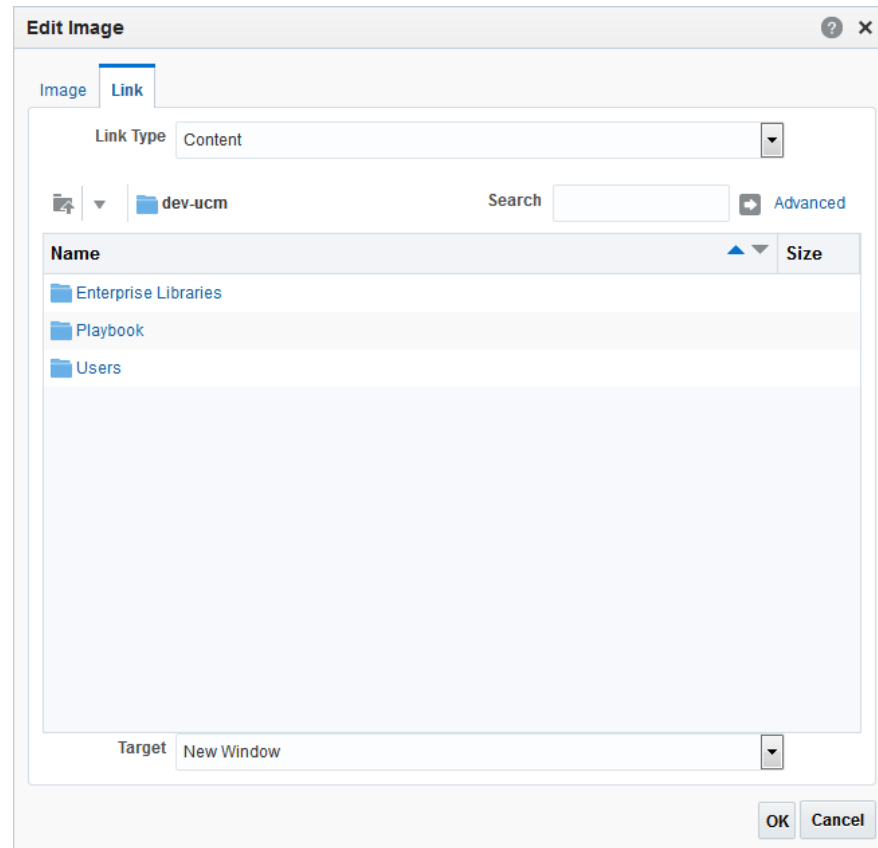 Edit Image
Image Link
Link Type Content
dev-ucm Search Advanced
Name Size
Enterprise Libraries
Playbook
Users
Target New Window
OK Cancel